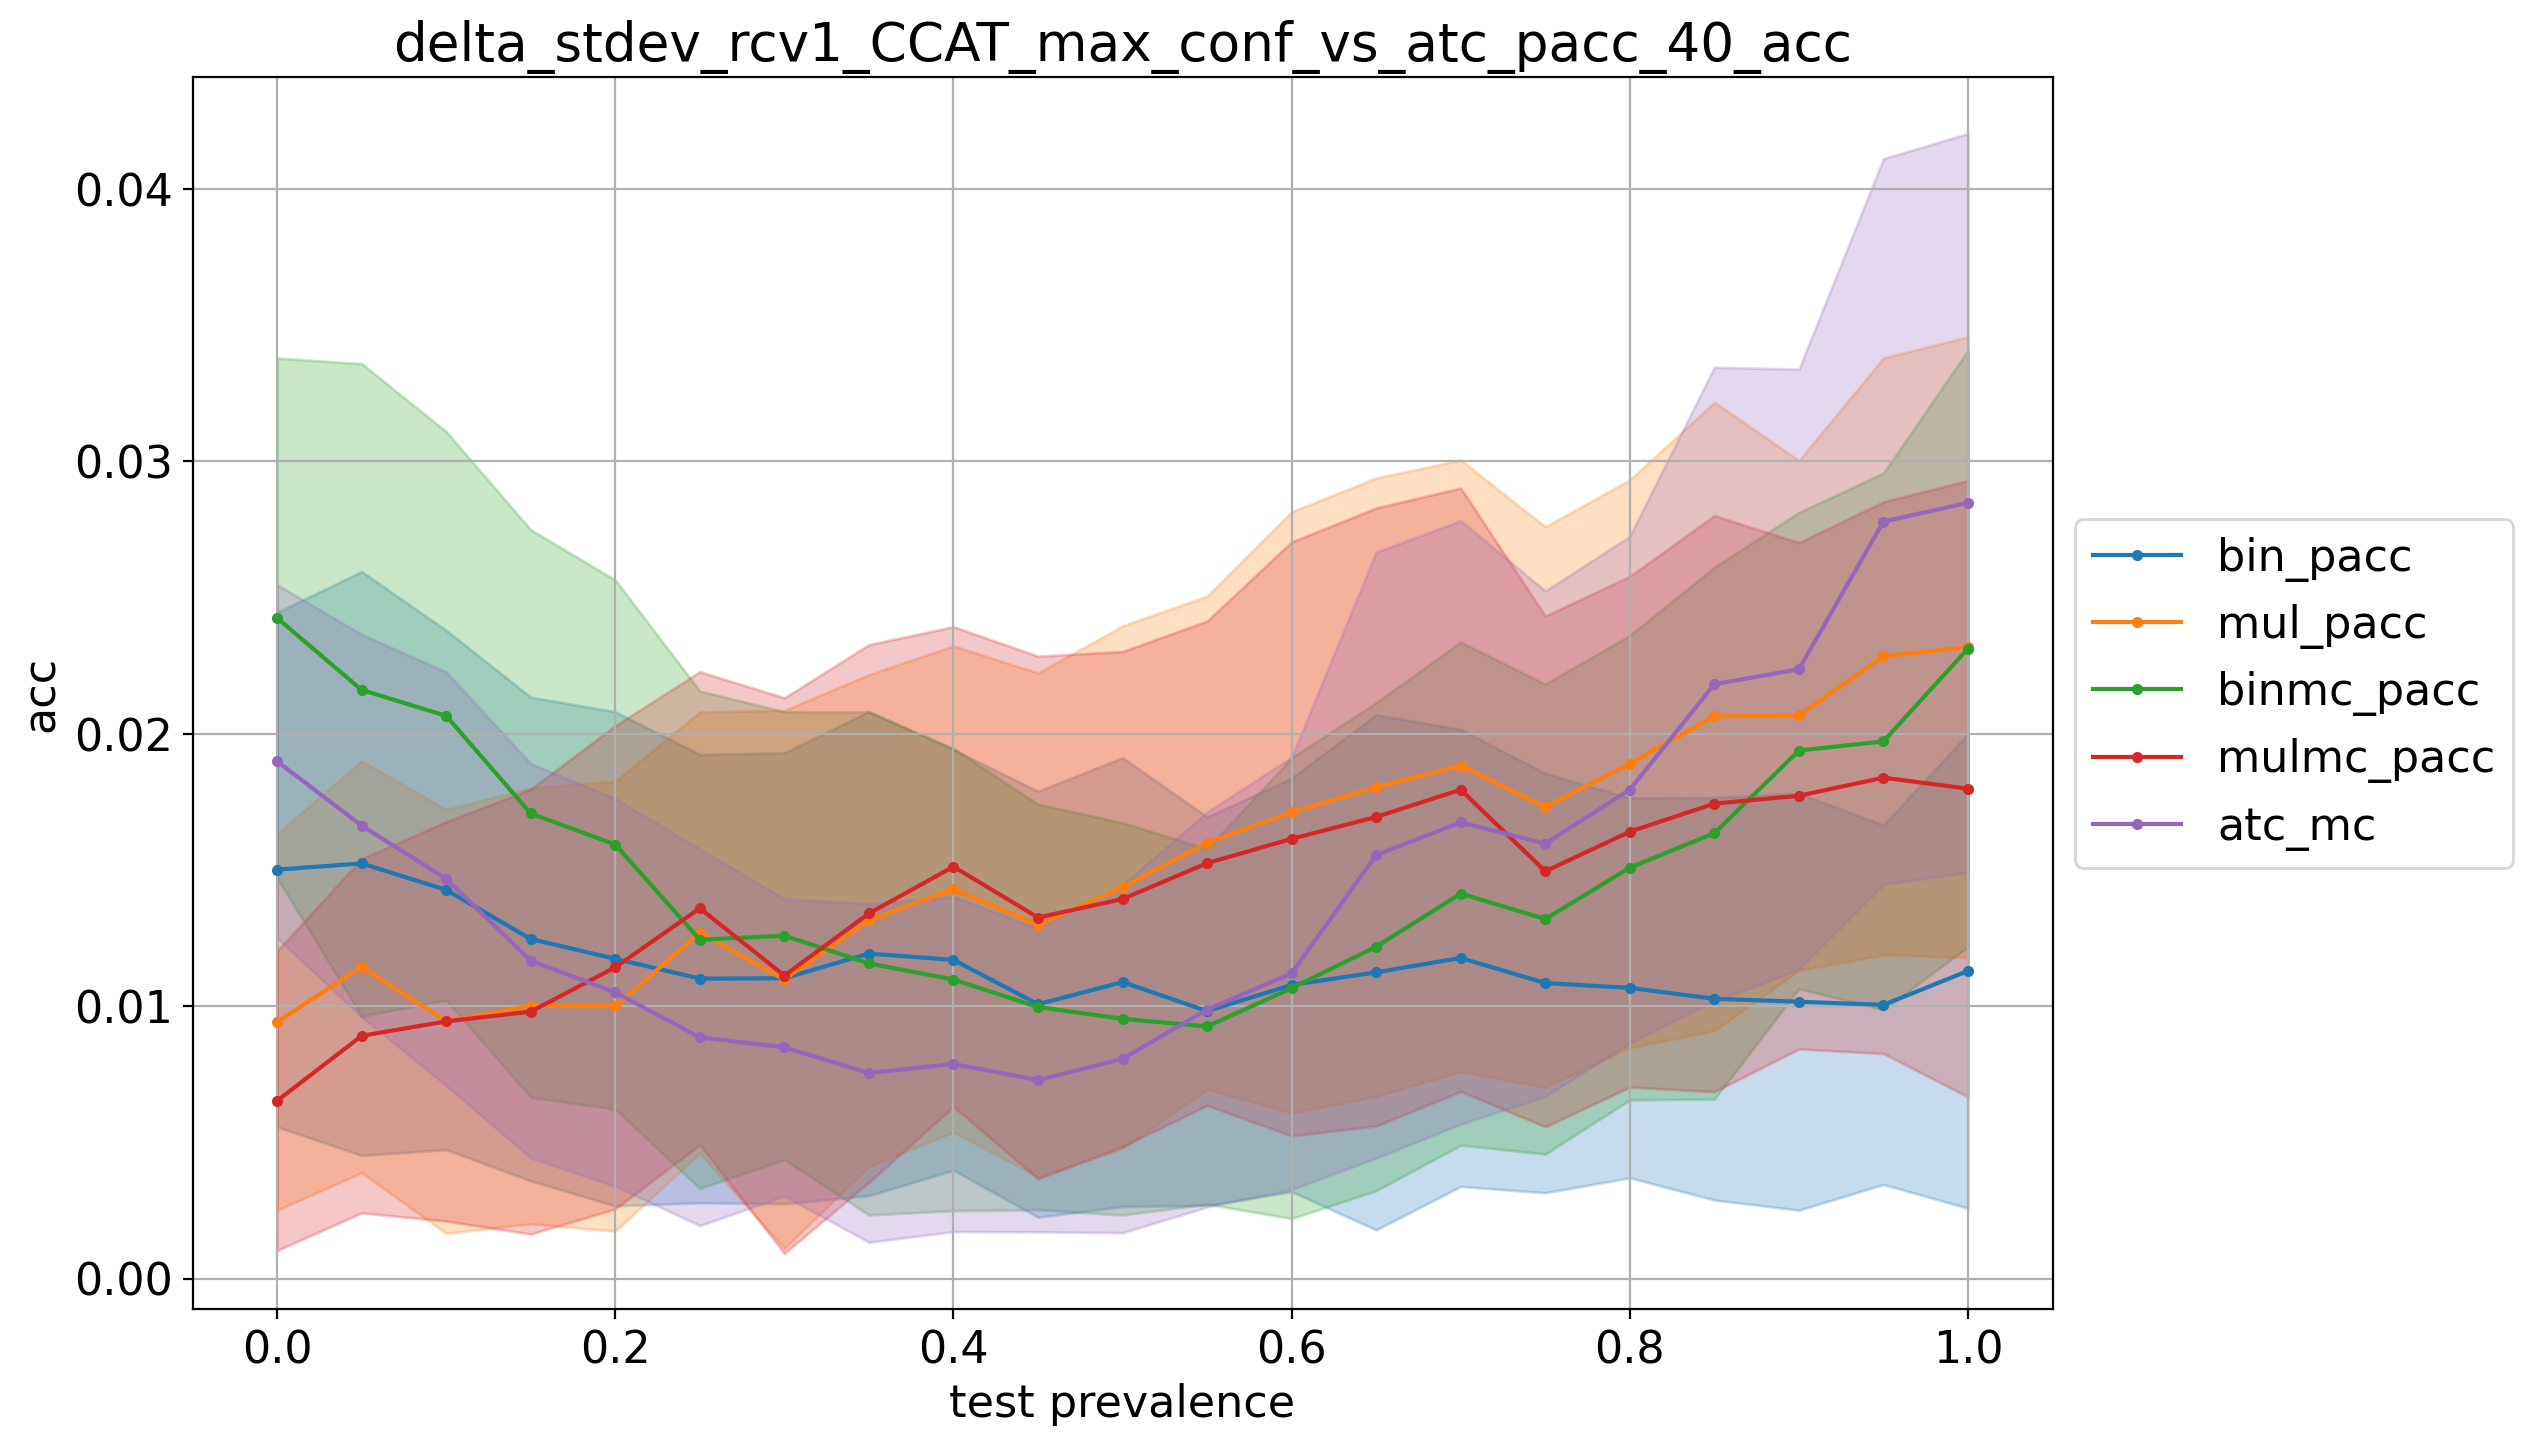 delta_stdev_rcv1_CCAT_max_conf_vs_atc_pacc_40_acc
acc
0.04
0.03
0.02
0.01
0.00
0.0 0.2 0.4 0.6 0.8 1.0
test prevalence
bin_pacc
mul_pacc
binmc_pacc
mulmc_pacc
atc_mc